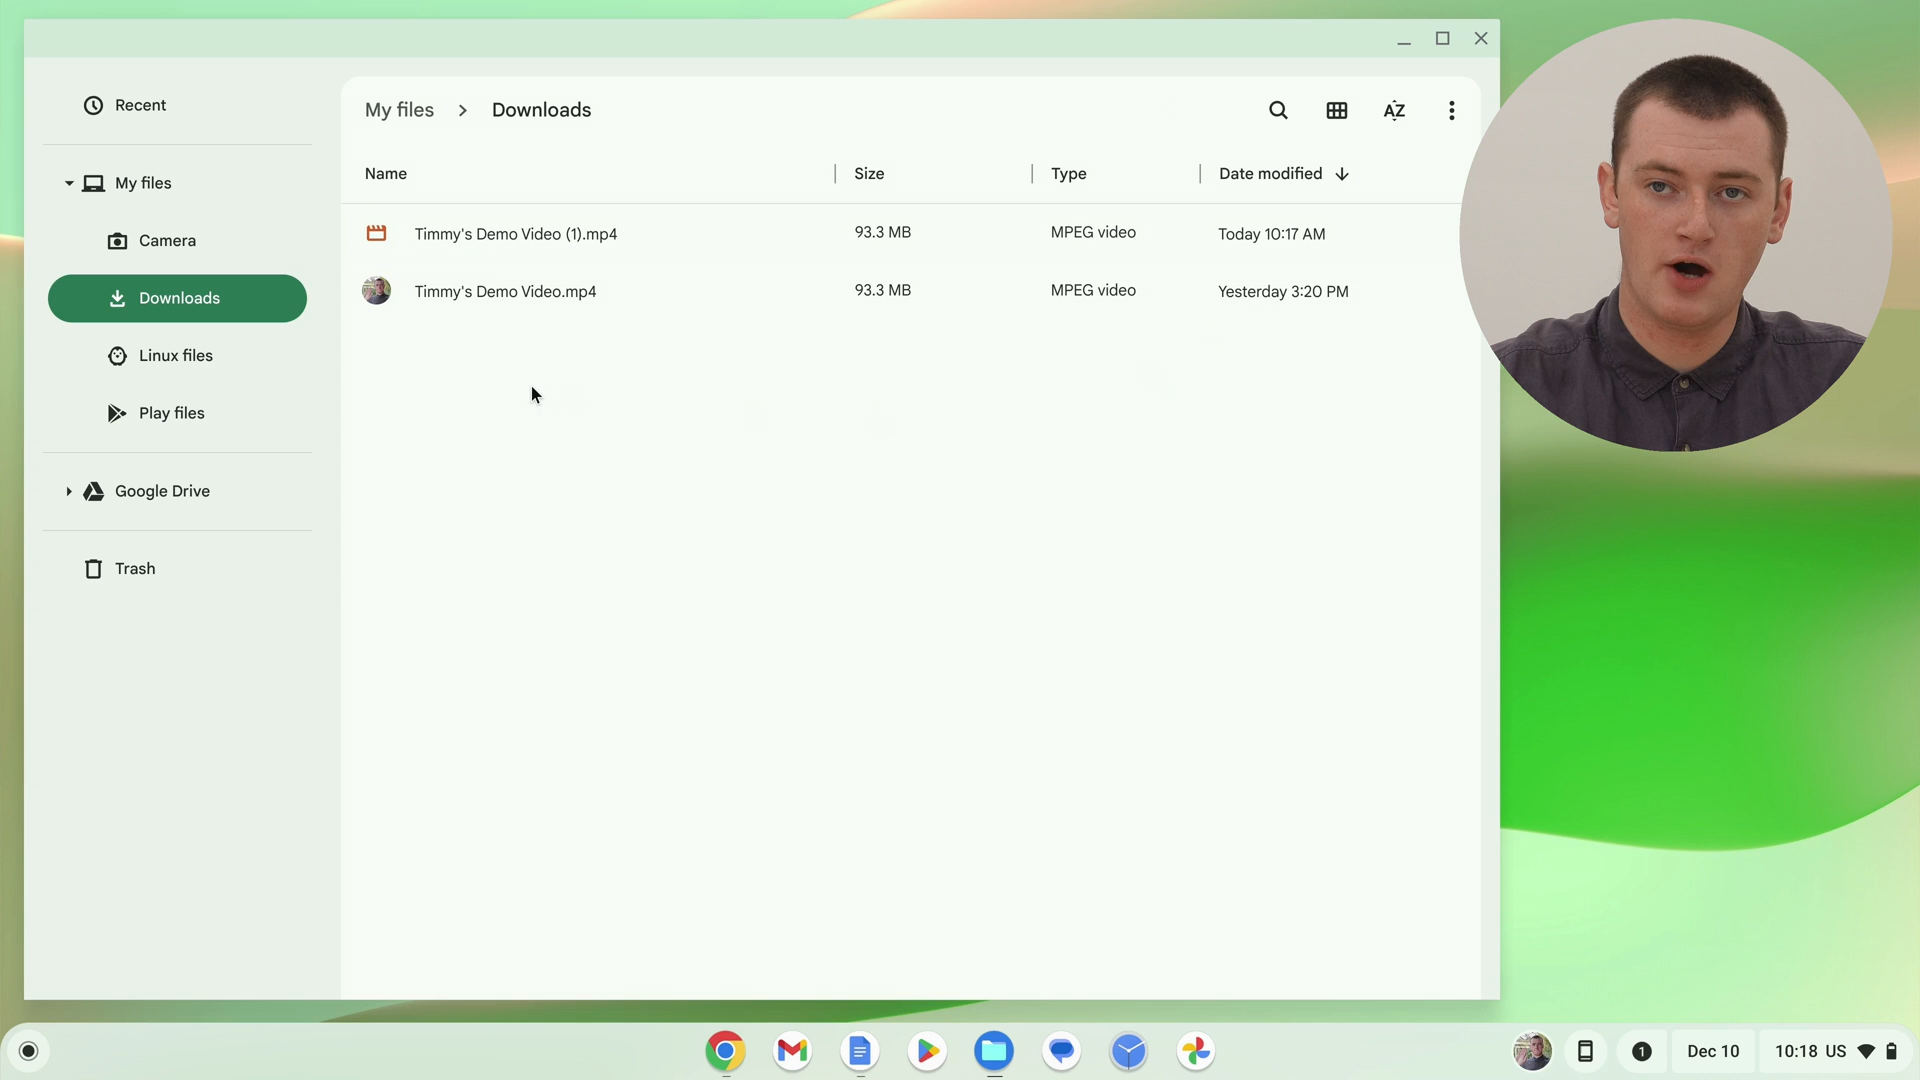 Recent
My files
Camera
Downloads
Linux files
Play files
Google Drive
Trash
My files > Downloads
AZ
Name Size Type Date modified
Timmy's Demo Video (1).mp4 93.3 MB MPEG video Today 10:17 AM
Timmy's Demo Video.mp4 93.3 MB MPEG video Yesterday 3:20 PM
1 Dec 10 10:18 US